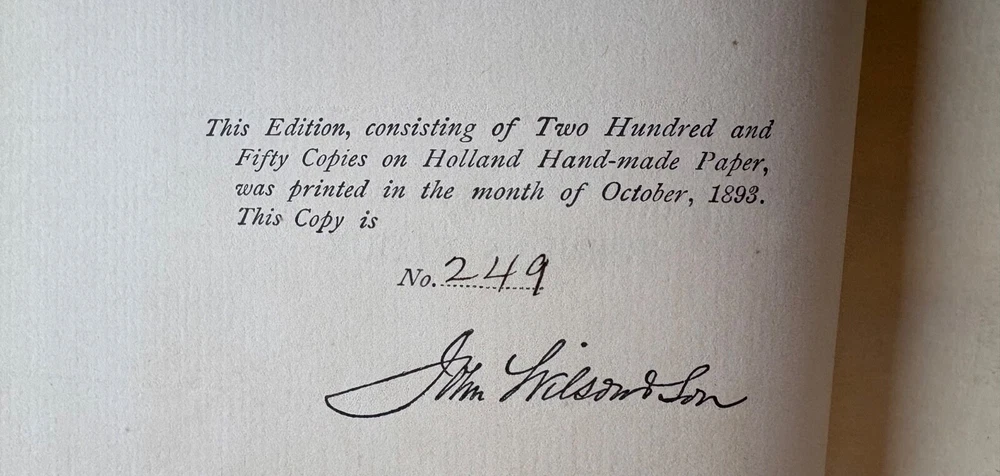 This Edition, consisting of Two Hundred and
Fifty Copies on Holland Hand-made Paper,
was printed in the month of October, 1893.
This Copy is
No. 249
John Wilson & Son